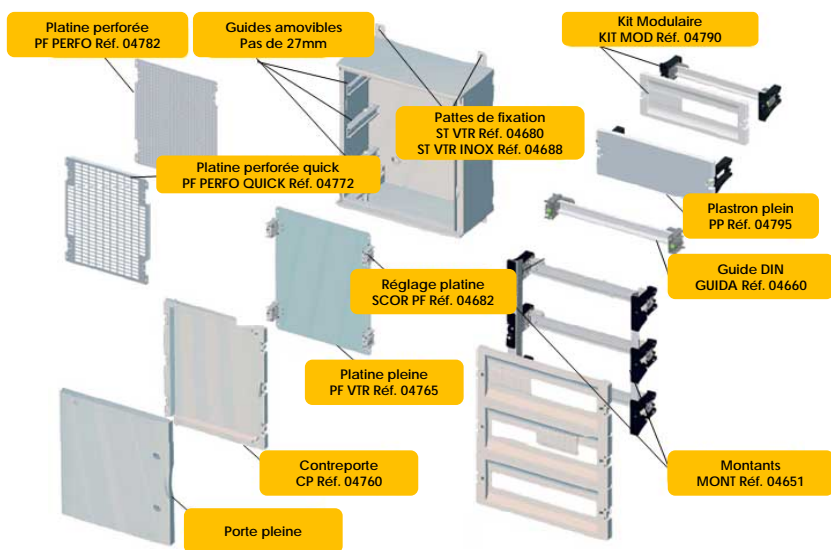 Platine perforée
PF PERFO Réf. 04782
Guides amovibles
Pas de 27mm
Kit Modulaire
KIT MOD Réf. 04790
Pattes de fixation
ST VTR Réf. 04680
ST VTR INOX Réf. 04688
Platine perforée quick
PF PERFO QUICK Réf. 04772
Plastron plein
PP Réf. 04795
Guide DIN
GUIDA Réf. 04660
Réglage platine
SCOR PF Réf. 04682
Platine pleine
PF VTR Réf. 04765
Contreporte
CP Réf. 04760
Montants
MONT Réf. 04651
Porte pleine